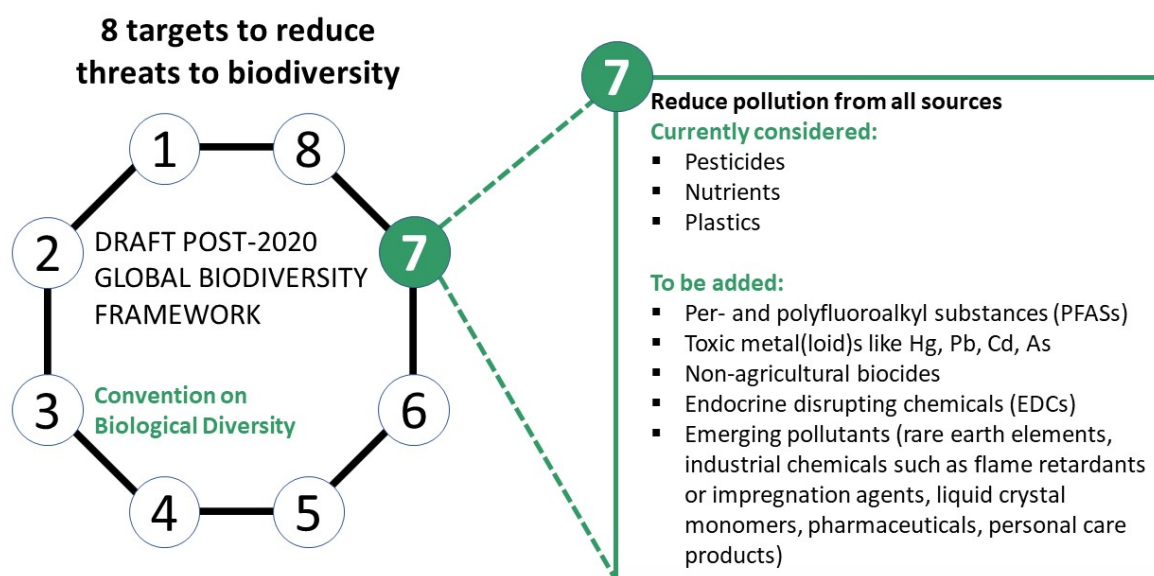 8 targets to reduce
threats to biodiversity
1
8
2
7
3
6
4
5
DRAFT POST-2020
GLOBAL BIODIVERSITY
FRAMEWORK
Convention on
Biological Diversity
7
Reduce pollution from all sources
Currently considered:
▪ Pesticides
▪ Nutrients
▪ Plastics
To be added:
▪ Per- and polyfluoroalkyl substances (PFASs)
▪ Toxic metal(loid)s like Hg, Pb, Cd, As
▪ Non-agricultural biocides
▪ Endocrine disrupting chemicals (EDCs)
▪ Emerging pollutants (rare earth elements,
industrial chemicals such as flame retardants
or impregnation agents, liquid crystal
monomers, pharmaceuticals, personal care
products)